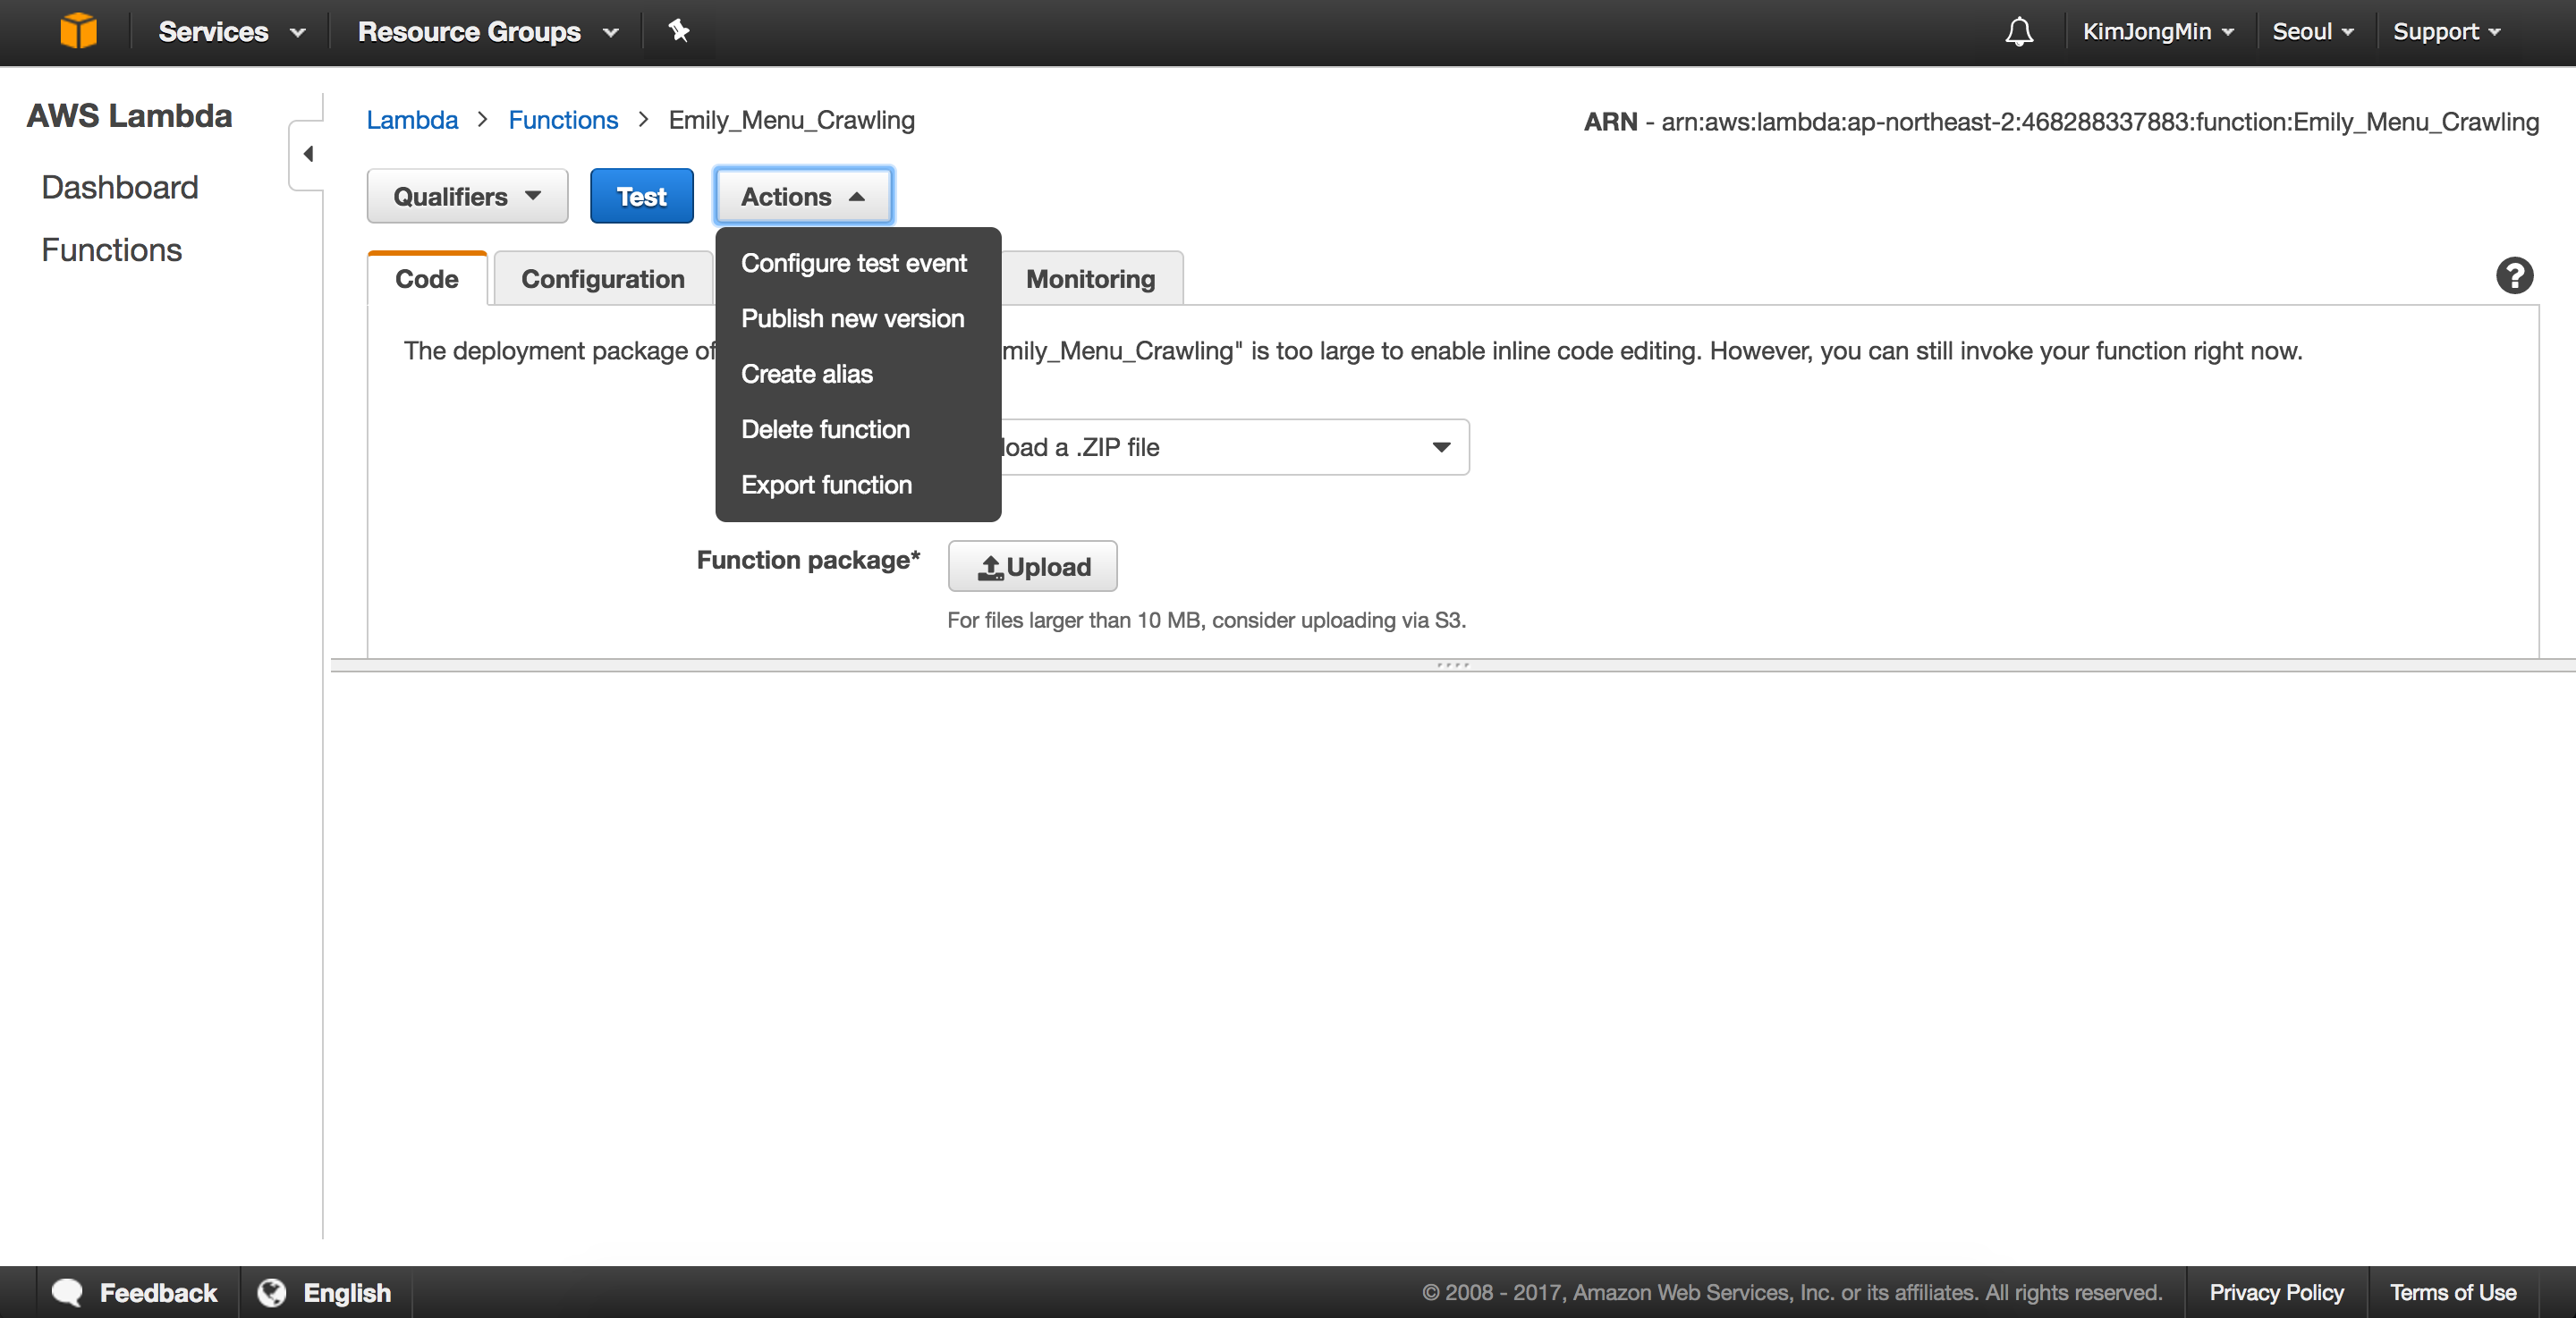 Services Resource Groups KimJongMin Seoul Support
AWS Lambda
Dashboard
Functions
Lambda > Functions > Emily_Menu_Crawling
ARN - arn:aws:lambda:ap-northeast-2:468288337883:function:Emily_Menu_Crawling
Qualifiers Test Actions
Configure test event
Publish new version
Create alias
Delete function
Export function
Code Configuration Monitoring
The deployment package of mily_Menu_Crawling" is too large to enable inline code editing. However, you can still invoke your function right now.
load a .ZIP file
Function package* Upload
For files larger than 10 MB, consider uploading via S3.
Feedback English © 2008 - 2017, Amazon Web Services, Inc. or its affiliates. All rights reserved. Privacy Policy Terms of Use